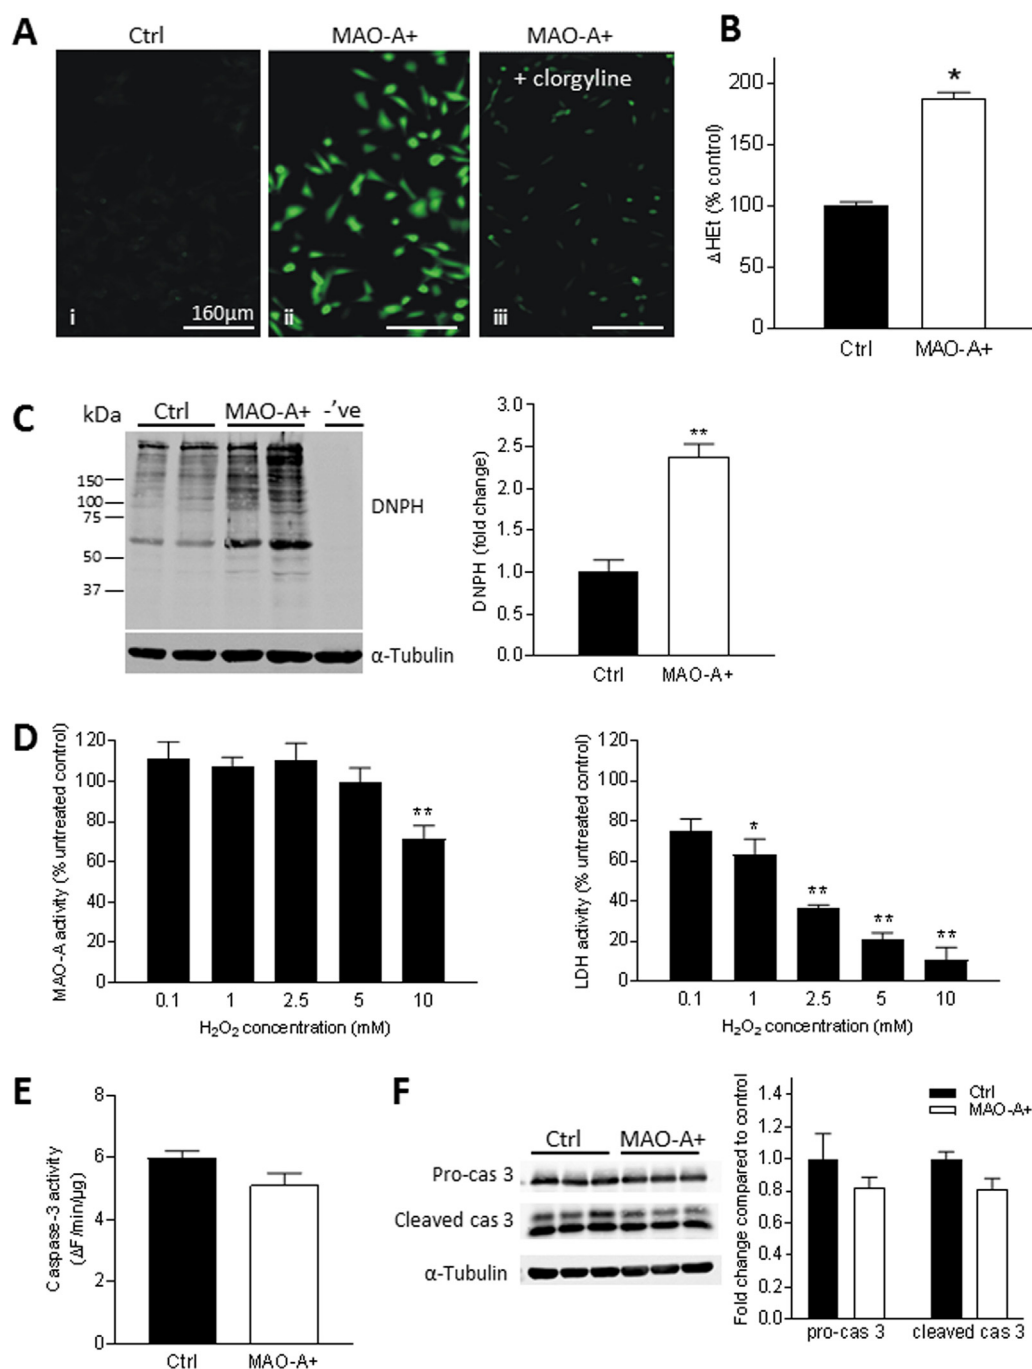 A
Ctrl
MAO-A+
MAO-A+
+ clorgyline
i
160µm
ii
iii
B
ΔHEt (% control)
200
150
100
50
0
*
Ctrl
MAO-A+
C
kDa
Ctrl
MAO-A+
-’ve
150
100
75
50
37
DNPH
α-Tubulin
DNPH (fold change)
3.0
2.5
2.0
1.0
0.5
0.0
**
Ctrl
MAO-A+
D
MAO-A activity (% untreated control)
120
100
80
60
40
20
0
**
0.1 1 2.5 5 10
H₂O₂ concentration (mM)
LDH activity (% untreated control)
120
100
80
60
40
20
0
*
**
**
**
0.1 1 2.5 5 10
H₂O₂ concentration (mM)
E
Caspase-3 activity
(ΔF/min/µg)
8
6
4
2
0
Ctrl
MAO-A+
F
Ctrl
MAO-A+
Pro-cas 3
Cleaved cas 3
α-Tubulin
Fold change compared to control
1.4
1.2
1.0
0.8
0.6
0.4
0.2
0.0
Ctrl
MAO-A+
pro-cas 3
cleaved cas 3